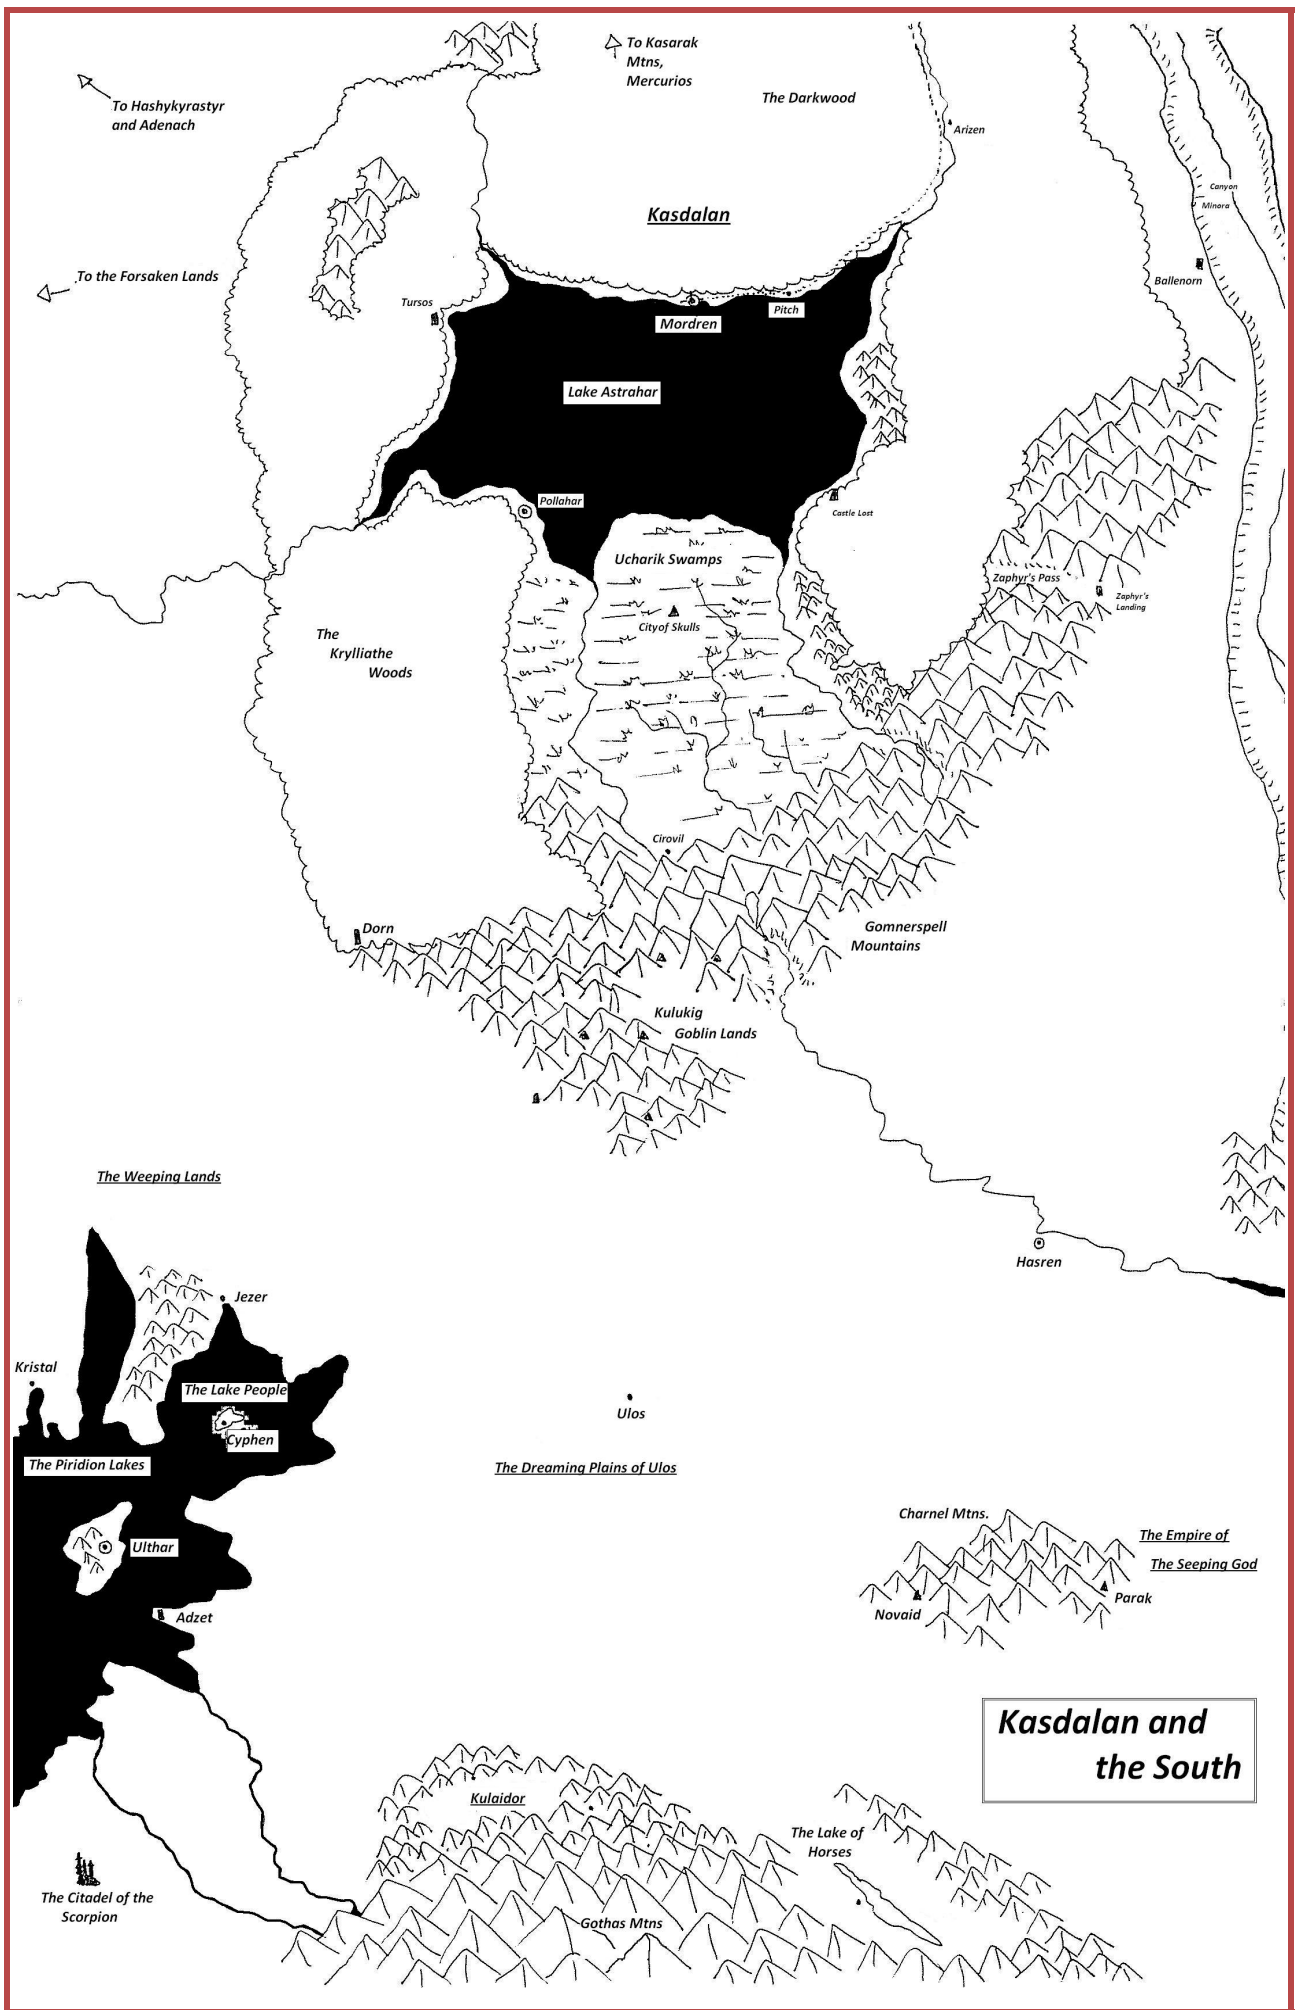 To Kasarak
Mtns,
Mercurios
To Hashykyrastyr
and Adenach
The Darkwood
Arizen
Canyon
Minora
Kasdalan
To the Forsaken Lands
Ballenorn
Tursos
Pitch
Mordren
Lake Astrahar
Pollahar
Castle Lost
Ucharik Swamps
Zaphyr's Pass
Zaphyr's
Landing
Cityof Skulls
The
Krylliathe
Woods
Cirovil
Dorn
Gomnerspell
Mountains
Kulukig
Goblin Lands
The Weeping Lands
Hasren
Jezer
Kristal
The Lake People
Cyphen
Ulos
The Piridion Lakes
The Dreaming Plains of Ulos
Charnel Mtns.
The Empire of
The Seeping God
Ulthar
Parak
Novaid
Adzet
Kasdalan and
the South
Kulaidor
The Lake of
Horses
The Citadel of the
Scorpion
Gothas Mtns